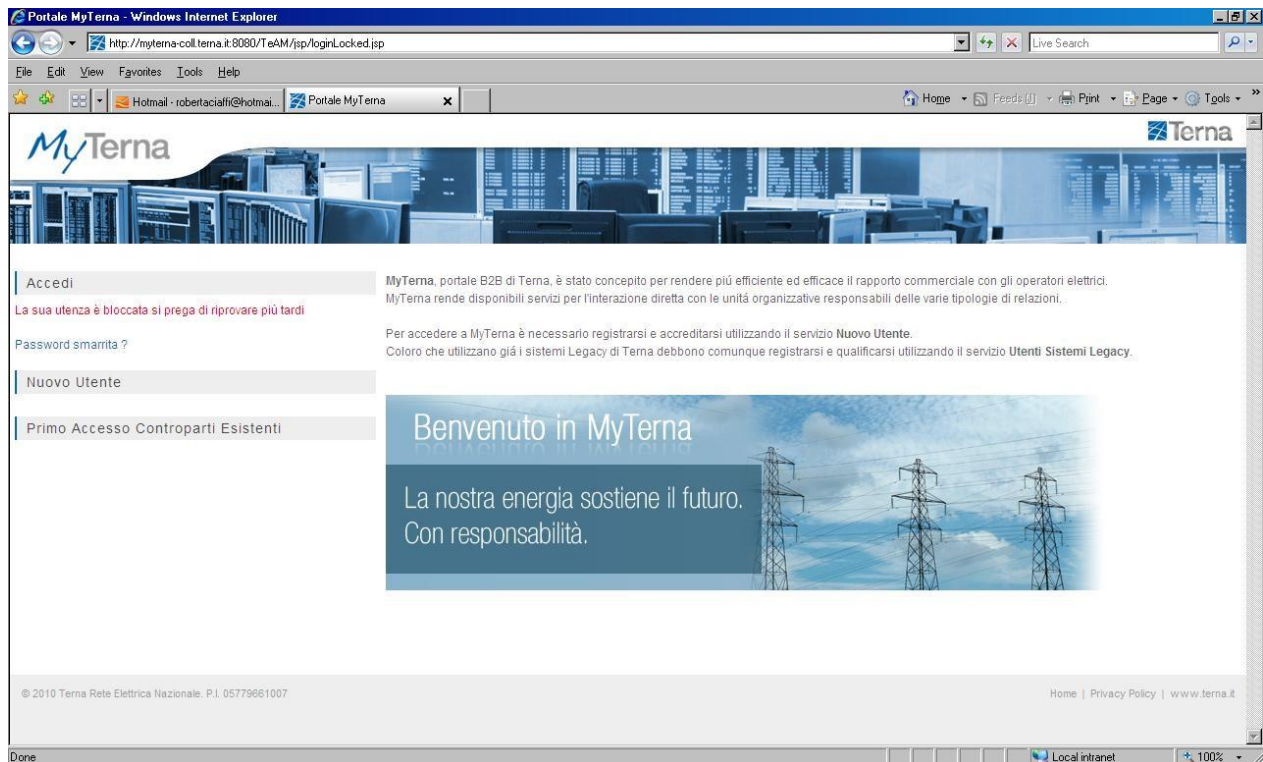 Portale MyTerna - Windows Internet Explorer
http://myterna-coll.terna.it:8080/TeAM/jsp/loginLocked.jsp
Live Search
File Edit View Favorites Tools Help
Hotmail - robertaciaffi@hotmai...
Portale MyTerna
Home
Feeds (J)
Print
Page
Tools
MyTerna
Terna
Accedi
La sua utenza è bloccata si prega di riprovare più tardi
Password smarrita ?
Nuovo Utente
Primo Accesso Controparti Esistenti
MyTerna, portale B2B di Terna, è stato concepito per rendere piú efficiente ed efficace il rapporto commerciale con gli operatori elettrici.
MyTerna rende disponibili servizi per l'interazione diretta con le unitá organizzative responsabili delle varie tipologie di relazioni.
Per accedere a MyTerna è necessario registrarsi e accreditarsi utilizzando il servizio Nuovo Utente.
Coloro che utilizzano giá i sistemi Legacy di Terna debbono comunque registrarsi e qualificarsi utilizzando il servizio Utenti Sistemi Legacy.
Benvenuto in MyTerna
La nostra energia sostiene il futuro.
Con responsabilità.
© 2010 Terna Rete Elettrica Nazionale. P.I. 05779661007
Home | Privacy Policy | www.terna.it
Done
Local intranet
100%